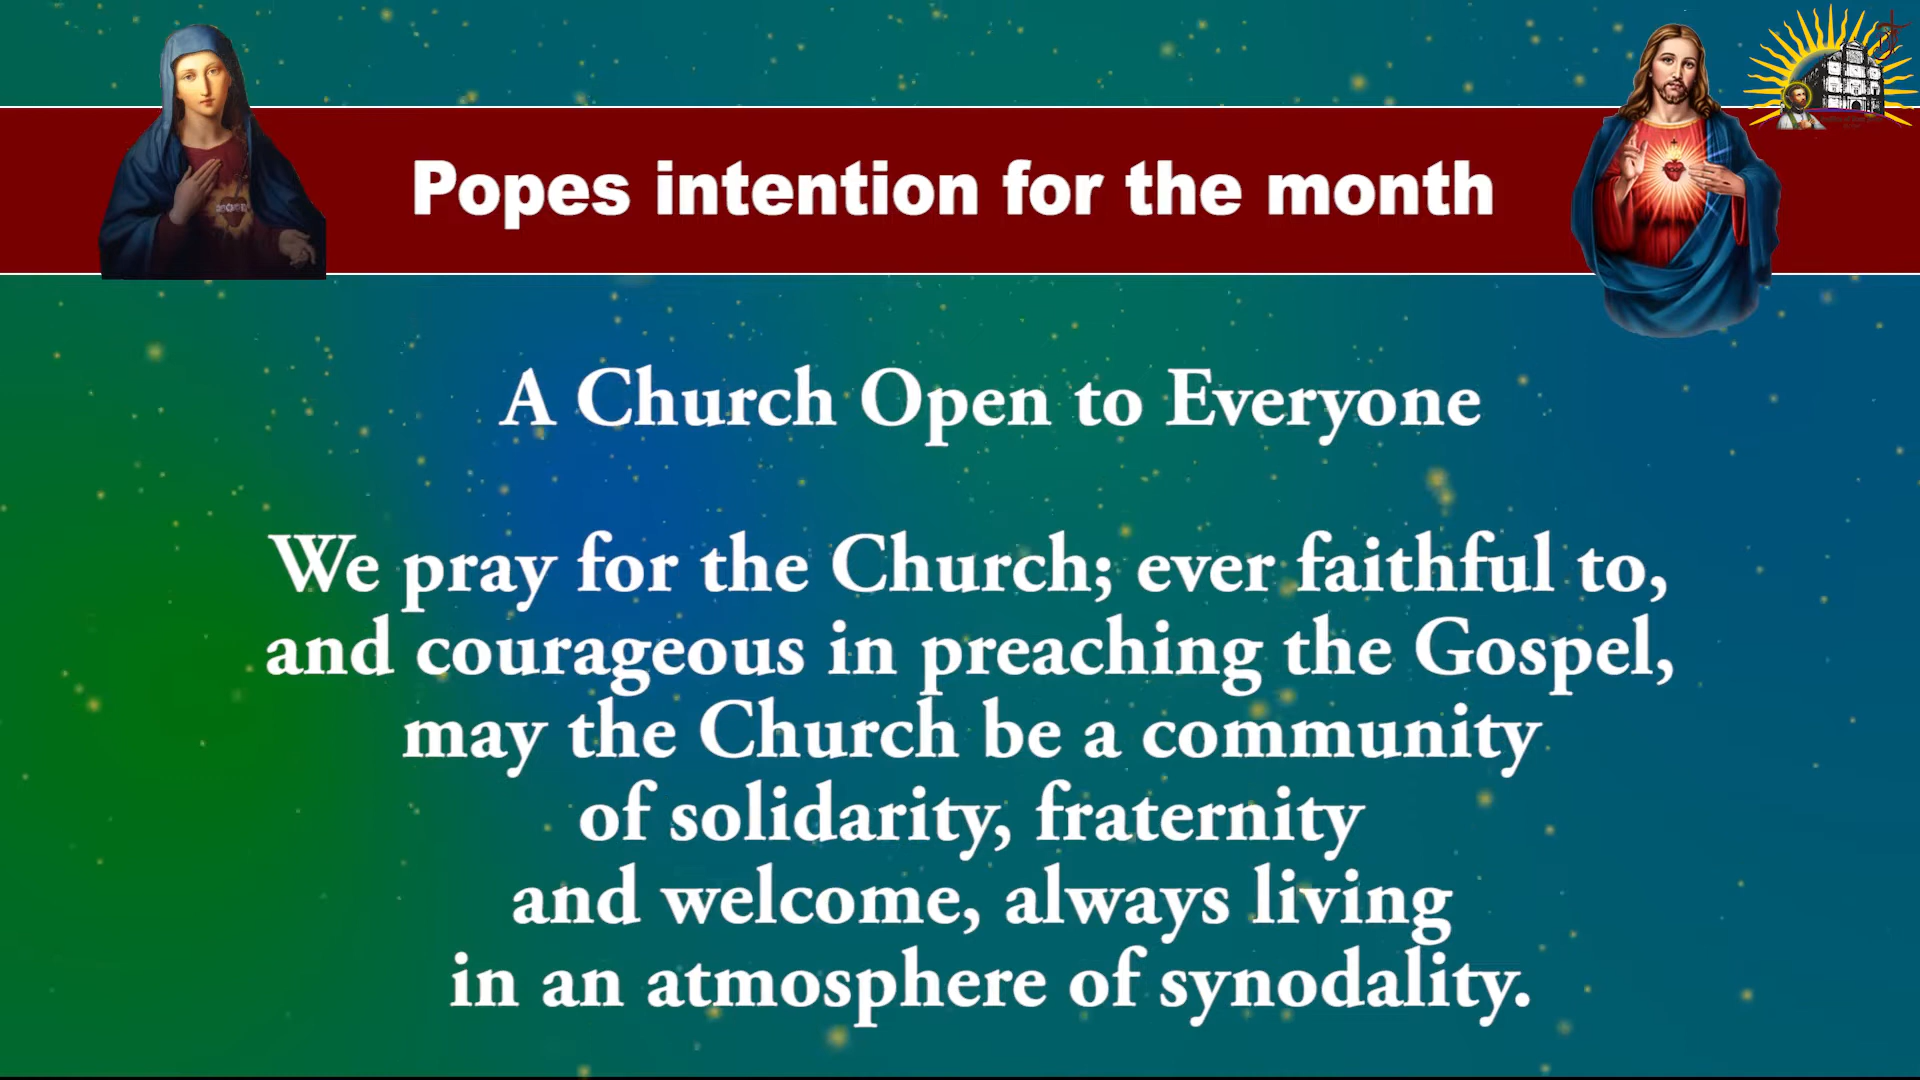 Popes intention for the month
A Church Open to Everyone
We pray for the Church; ever faithful to,
and courageous in preaching the Gospel,
may the Church be a community
of solidarity, fraternity
and welcome, always living
in an atmosphere of synodality.